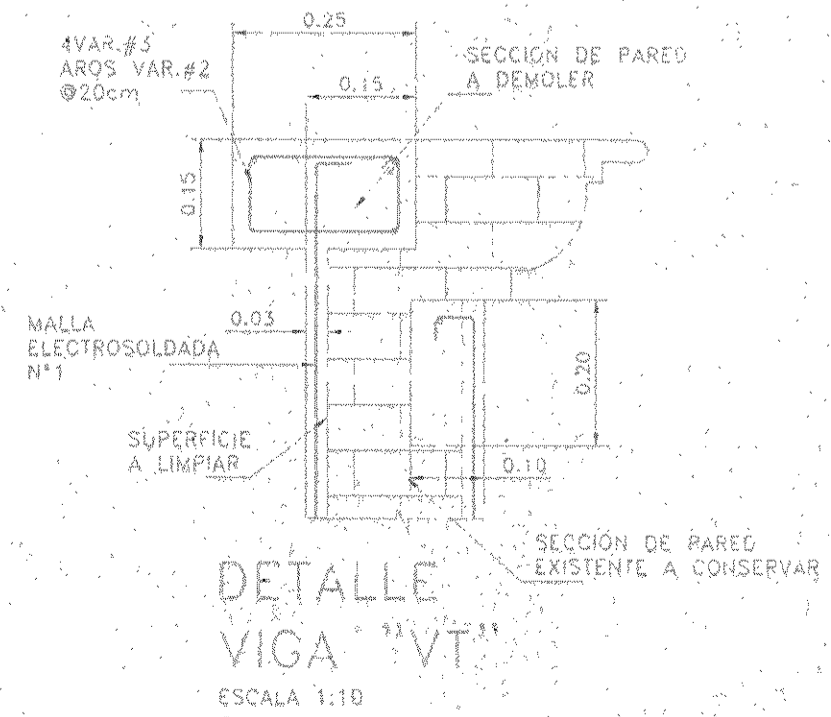 0.25
4VAR.#3
AROS VAR.#2
@20cm
SECCIÓN DE PARED
A DEMOLER
0.15
0.15
MALLA
ELECTROSOLDADA
N°1
0.03
0.20
SUPERFICIE
A LIMPIAR
0.10
SECCIÓN DE PARED
EXISTENTE A CONSERVAR
DETALLE
VIGA "VT"
ESCALA 1:10